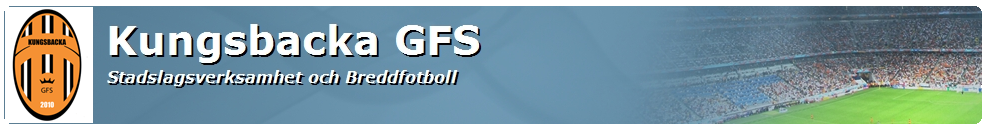 KUNGSBACKA
GFS
2010
Kungsbacka GFS
Stadslagsverksamhet och Breddfotboll